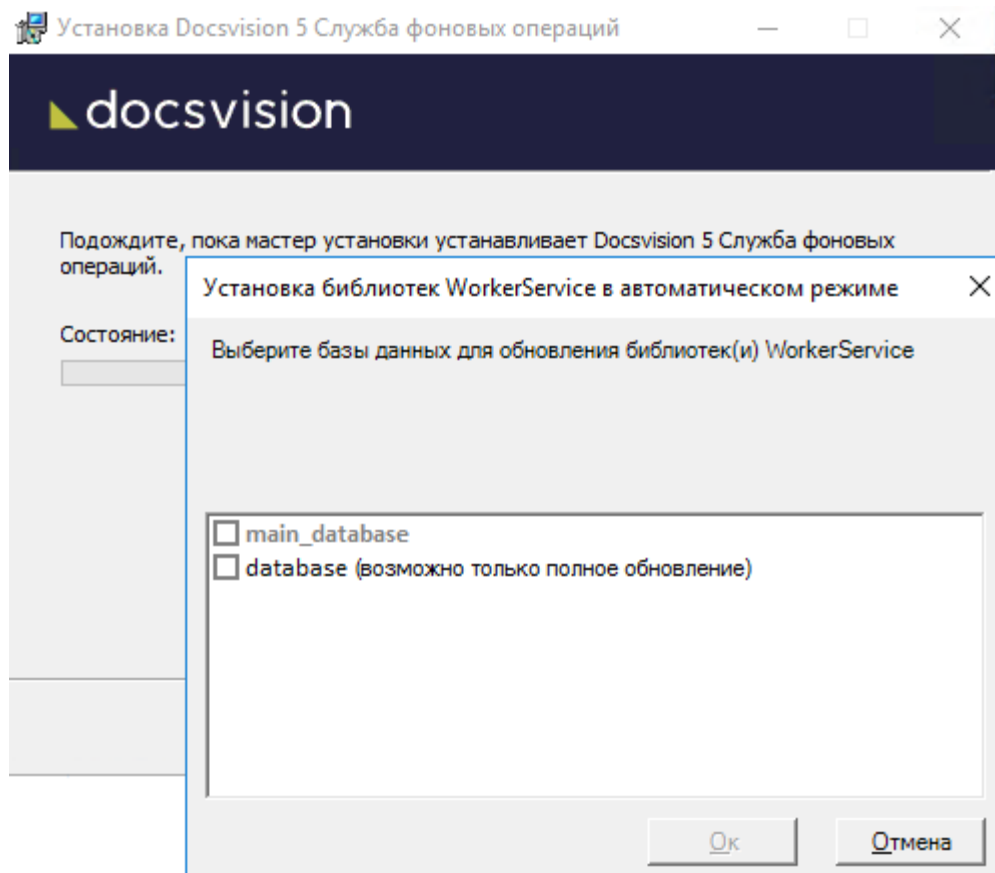 Установка Docsvision 5 Служба фоновых операций
docsvision
Подождите, пока мастер установки устанавливает Docsvision 5 Служба фоновых
операций.
Состояние:
Установка библиотек WorkerService в автоматическом режиме
Выберите базы данных для обновления библиотек(и) WorkerService
main_database
database (возможно только полное обновление)
Ок
Отмена